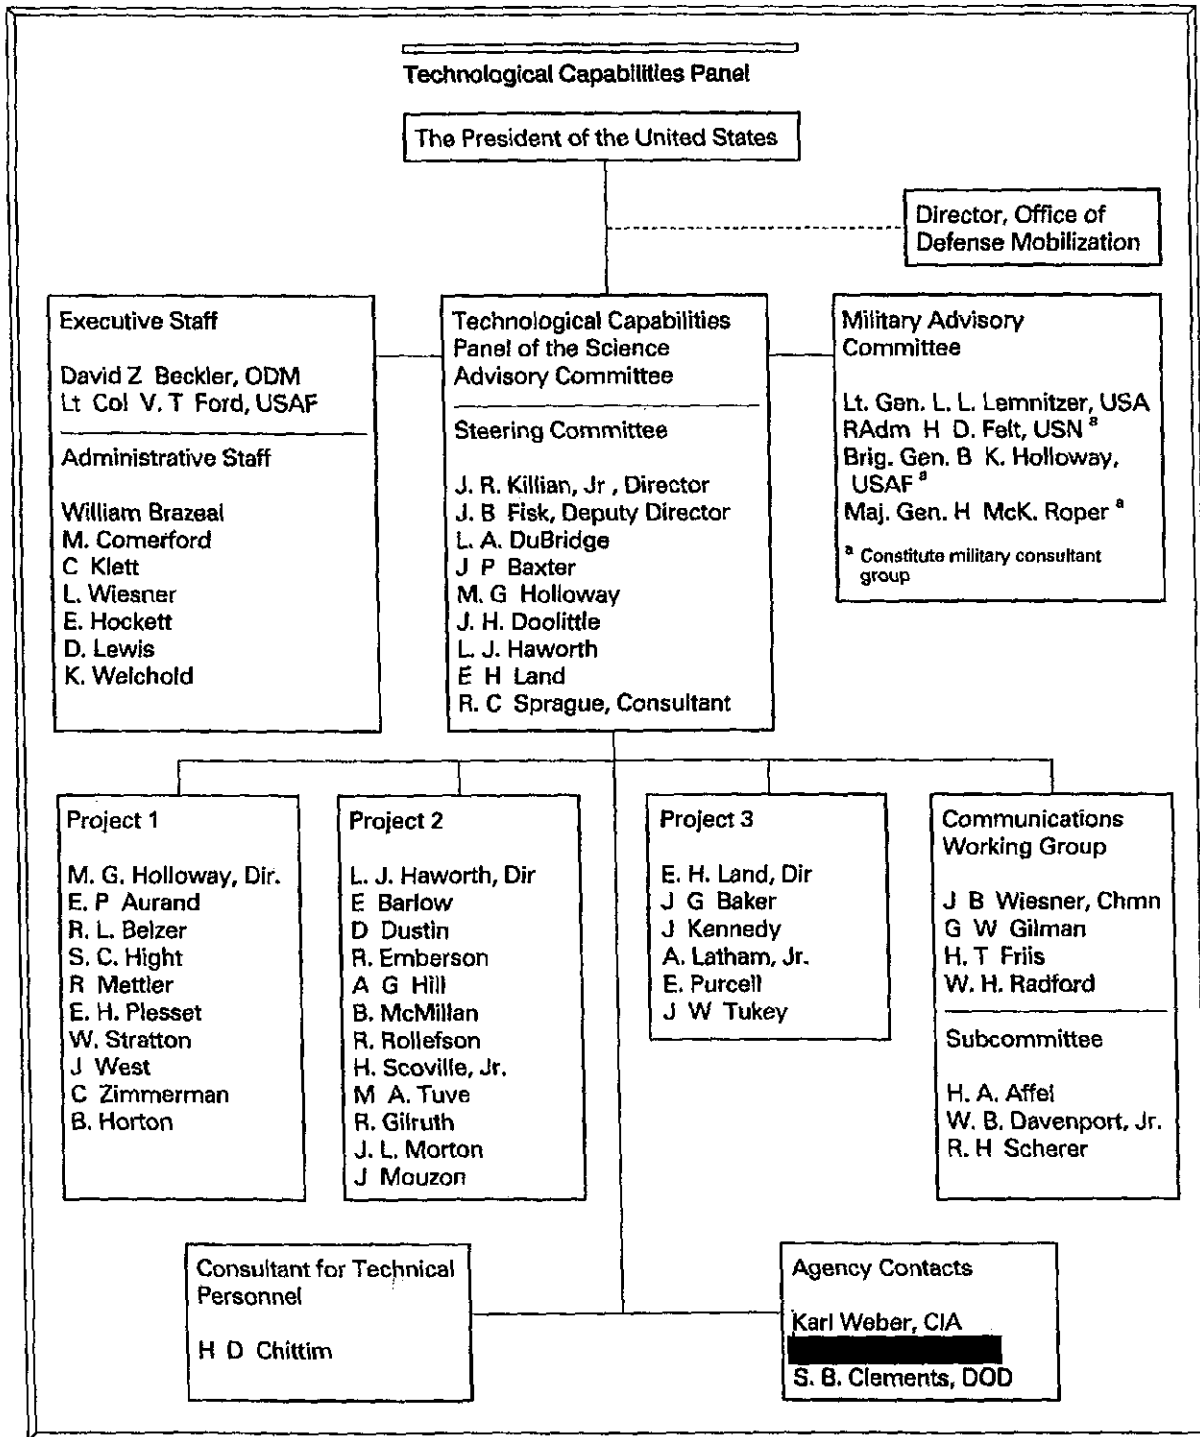 Technological Capabilities Panel
The President of the United States
Director, Office of
Defense Mobilization
Executive Staff
David Z Beckler, ODM
Lt Col V. T Ford, USAF
Administrative Staff
William Brazeal
M. Comerford
C Klett
L. Wiesner
E. Hockett
D. Lewis
K. Welchold
Technological Capabilities
Panel of the Science
Advisory Committee
Steering Committee
J. R. Killian, Jr , Director
J. B Fisk, Deputy Director
L. A. DuBridge
J P Baxter
M. G Holloway
J. H. Doolittle
L. J. Haworth
E H Land
R. C Sprague, Consultant
Military Advisory
Committee
Lt. Gen. L. L. Lemnitzer, USA
RAdm H D. Felt, USN a
Brig. Gen. B K. Holloway,
USAF a
Maj. Gen. H McK. Roper a
a Constitute military consultant
group
Project 1
M. G. Holloway, Dir.
E. P Aurand
R. L. Belzer
S. C. Hight
R Mettler
E. H. Plesset
W. Stratton
J West
C Zimmerman
B. Horton
Project 2
L. J. Haworth, Dir
E Barlow
D Dustin
R. Emberson
A G Hill
B. McMillan
R. Rollefson
H. Scoville, Jr.
M A. Tuve
R. Gilruth
J. L. Morton
J Mouzon
Project 3
E. H. Land, Dir
J G Baker
J Kennedy
A. Latham, Jr.
E. Purcell
J W Tukey
Communications
Working Group
J B Wiesner, Chmn
G W Gilman
H. T Friis
W. H. Radford
Subcommittee
H. A. Affel
W. B. Davenport, Jr.
R. H Scherer
Consultant for Technical
Personnel
H D Chittim
Agency Contacts
Karl Weber, CIA
S. B. Clements, DOD